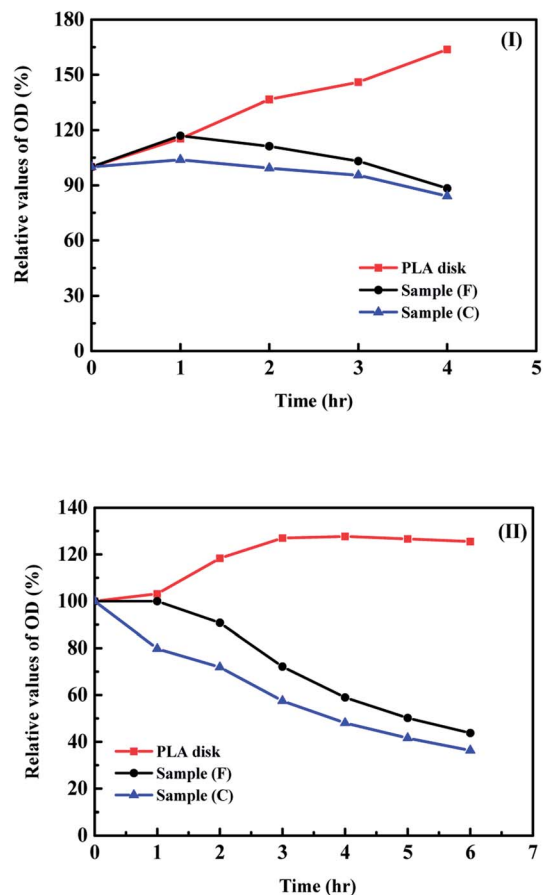 180
(I)
150
120
90
60
30
0
Relative values of OD (%)
PLA disk
Sample (F)
Sample (C)
0 1 2 3 4 5
Time (hr)
140
(II)
120
100
80
60
40
20
0
Relative values of OD (%)
PLA disk
Sample (F)
Sample (C)
0 1 2 3 4 5 6 7
Time (hr)